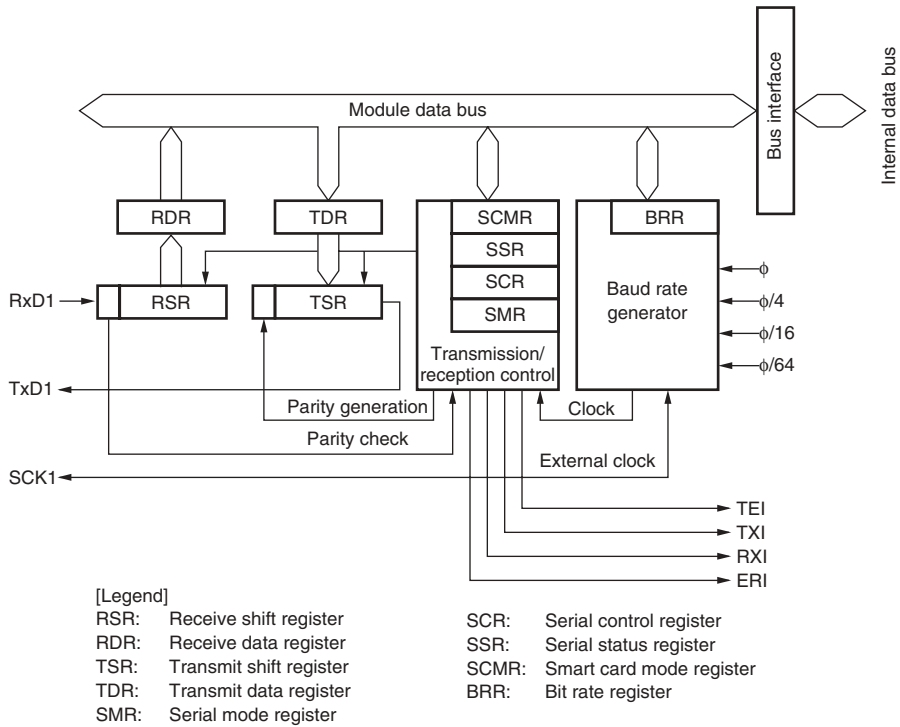 Module data bus
Bus interface
Internal data bus
RDR
TDR
SCMR
SSR
SCR
SMR
BRR
RxD1
RSR
TSR
Baud rate
generator
ϕ
ϕ/4
ϕ/16
ϕ/64
Transmission/
reception control
TxD1
Parity generation
Clock
Parity check
External clock
SCK1
TEI
TXI
RXI
ERI
[Legend]
RSR: Receive shift register
RDR: Receive data register
TSR: Transmit shift register
TDR: Transmit data register
SMR: Serial mode register
SCR: Serial control register
SSR: Serial status register
SCMR: Smart card mode register
BRR: Bit rate register